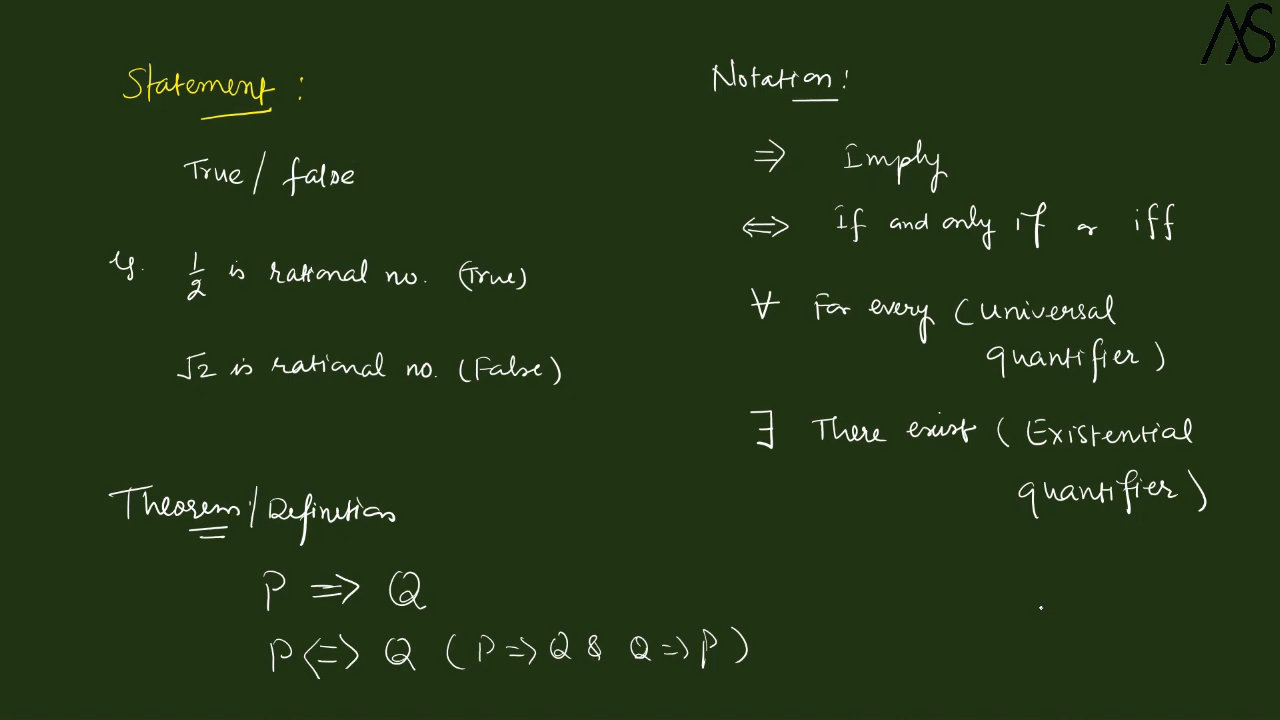 Statement :
True / false
eg. 1/2 is rational no. (True)
√2 is rational no. (False)
Theorem / Definition
P => Q
P <=> Q ( P => Q & Q => P )
Notation :
⇒ Imply
⇔ If and only if or iff
∀ For every ( universal
quantifier )
∃ There exist ( Existential
quantifier )
AS